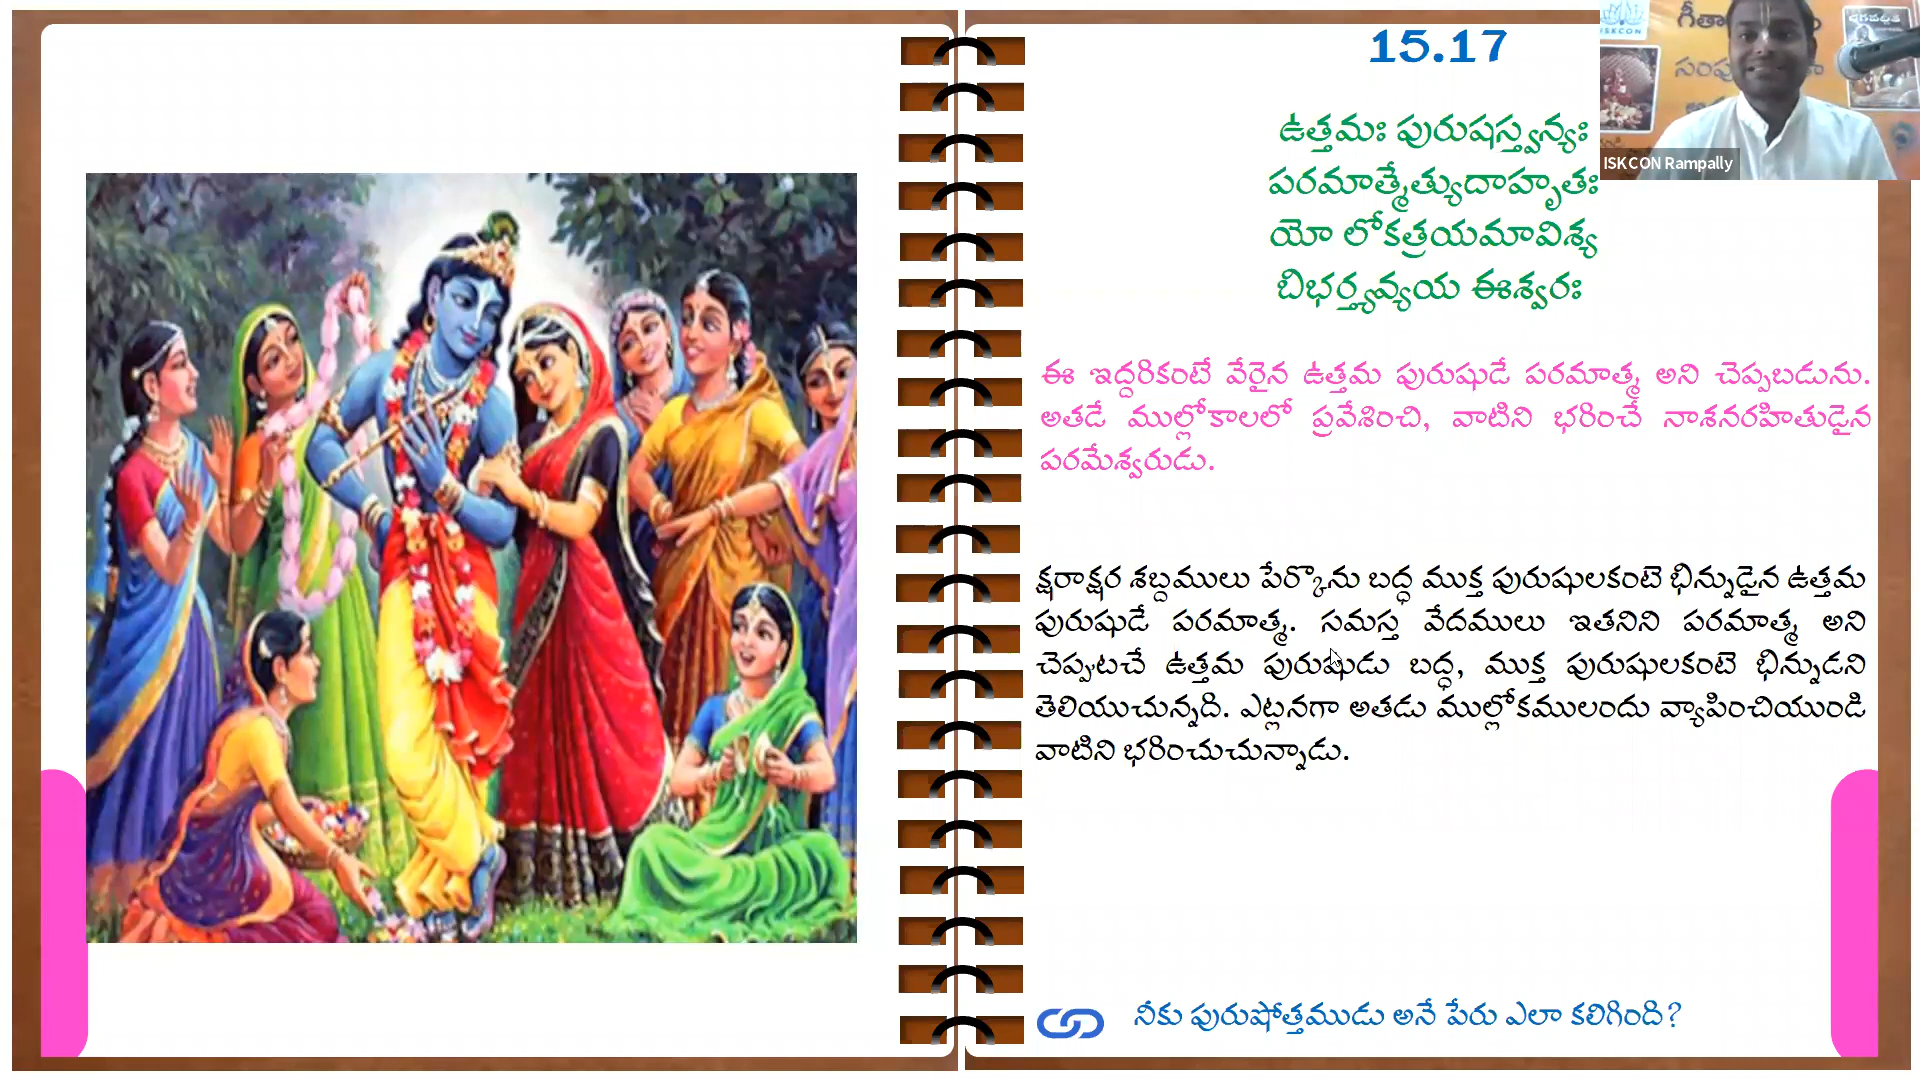 15.17
ఉత్తమః పురుషస్త్వన్యః
పరమాత్మేత్యుదాహృతః
యో లోకత్రయమావిశ్య
బిభర్త్యవ్యయ ఈశ్వరః
ఈ ఇద్దరికంటే వేరైన ఉత్తమ పురుషుడే పరమాత్మ అని చెప్పబడును.
అతడే ముల్లోకాలలో ప్రవేశించి, వాటిని భరించే నాశనరహితుడైన
పరమేశ్వరుడు.
క్షరాక్షర శబ్దములు పేర్కొను బద్ధ ముక్త పురుషులకంటె భిన్నుడైన ఉత్తమ
పురుషుడే పరమాత్మ. సమస్త వేదములు ఇతనిని పరమాత్మ అని
చెప్పుటచే ఉత్తమ పురుషుడు బద్ధ, ముక్త పురుషులకంటె భిన్నుడని
తెలియుచున్నది. ఎట్లనగా అతడు ముల్లోకములందు వ్యాపించియుండి
వాటిని భరించుచున్నాడు.
నీకు పురుషోత్తముడు అనే పేరు ఎలా కలిగింది?
ISKCON
గీతా
ISKCON Rampally